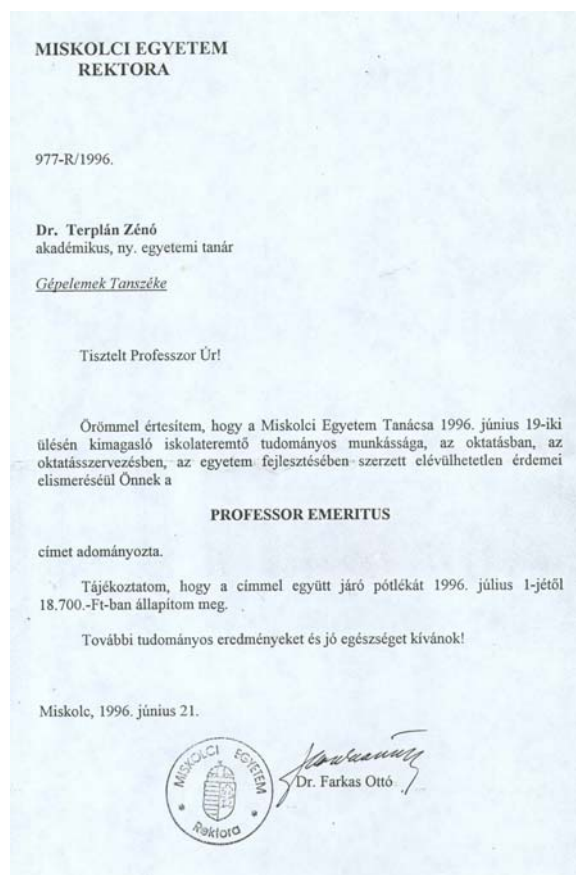 MISKOLCI EGYETEM
REKTORA
977-R/1996.
Dr. Terplán Zénó
akadémikus, ny. egyetemi tanár
Gépelemek Tanszéke
Tisztelt Professzor Úr!
Örömmel értesítem, hogy a Miskolci Egyetem Tanácsa 1996. június 19-iki
ülésén kimagasló iskolateremtő tudományos munkássága, az oktatásban, az
oktatásszervezésben, az egyetem fejlesztésében szerzett elévülhetetlen érdemei
elismeréséül Önnek a
PROFESSOR EMERITUS
címet adományozta.
Tájékoztatom, hogy a címmel együtt járó pótlékát 1996. július 1-jétől
18.700.-Ft-ban állapítom meg.
További tudományos eredményeket és jó egészséget kívánok!
Miskolc, 1996. június 21.
MISKOLCI EGYETEM
Rektora
Dr. Farkas Ottó